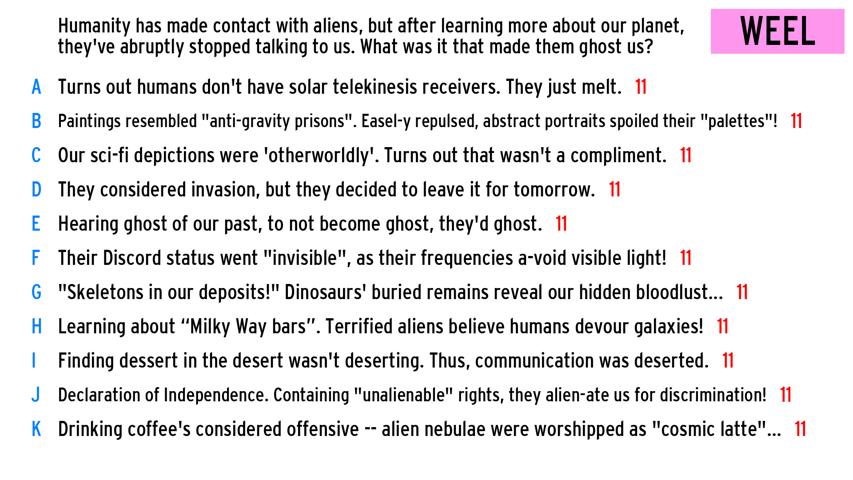 Humanity has made contact with aliens, but after learning more about our planet,
they've abruptly stopped talking to us. What was it that made them ghost us?
WEEL
A Turns out humans don't have solar telekinesis receivers. They just melt. 11
B Paintings resembled "anti-gravity prisons". Easel-y repulsed, abstract portraits spoiled their "palettes"! 11
C Our sci-fi depictions were 'otherworldly'. Turns out that wasn't a compliment. 11
D They considered invasion, but they decided to leave it for tomorrow. 11
E Hearing ghost of our past, to not become ghost, they'd ghost. 11
F Their Discord status went "invisible", as their frequencies a-void visible light! 11
G "Skeletons in our deposits!" Dinosaurs' buried remains reveal our hidden bloodlust... 11
H Learning about “Milky Way bars”. Terrified aliens believe humans devour galaxies! 11
I Finding dessert in the desert wasn't deserting. Thus, communication was deserted. 11
J Declaration of Independence. Containing "unalienable" rights, they alien-ate us for discrimination! 11
K Drinking coffee's considered offensive -- alien nebulae were worshipped as "cosmic latte"... 11